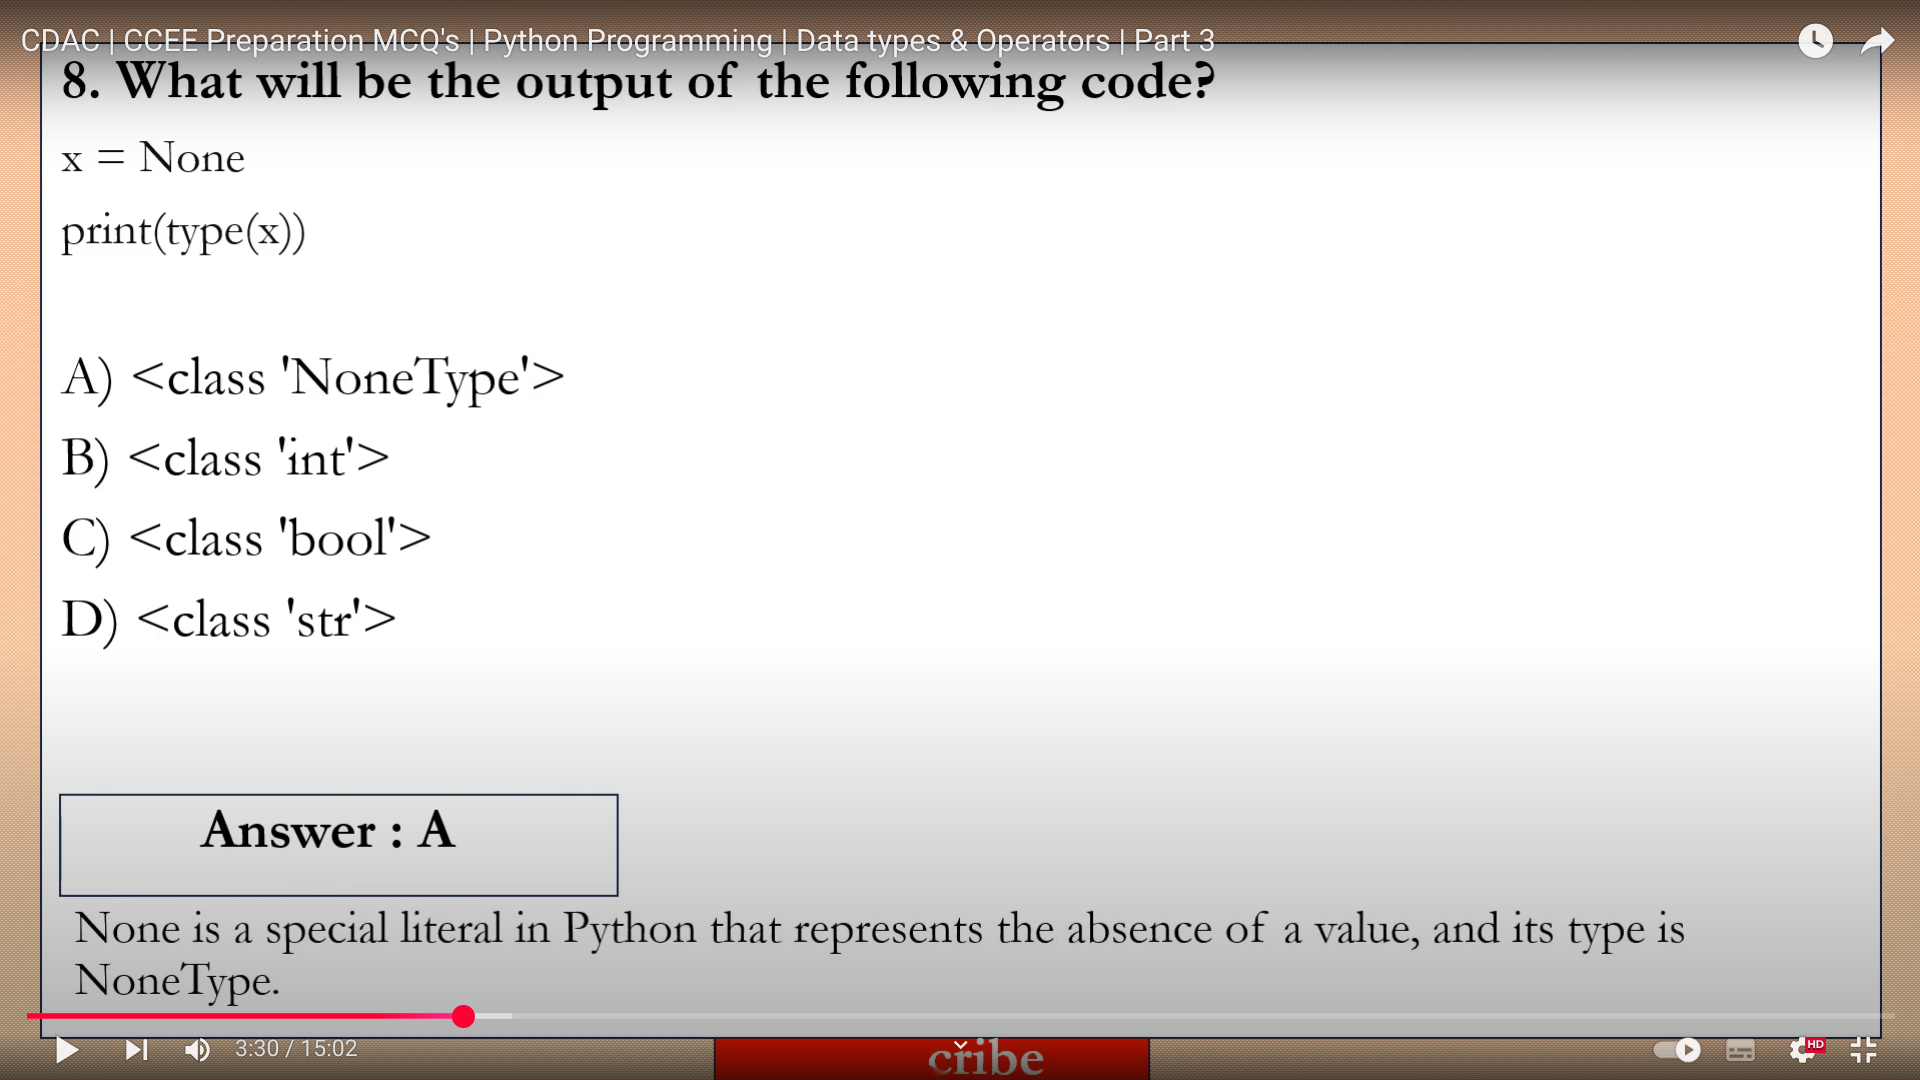 CDAC | CCEE Preparation MCQ's | Python Programming | Data types & Operators | Part 3
8. What will be the output of the following code?
x = None
print(type(x))
A) <class 'NoneType'>
B) <class 'int'>
C) <class 'bool'>
D) <class 'str'>
Answer : A
None is a special literal in Python that represents the absence of a value, and its type is
NoneType.
3:30 / 15:02
cribe
HD